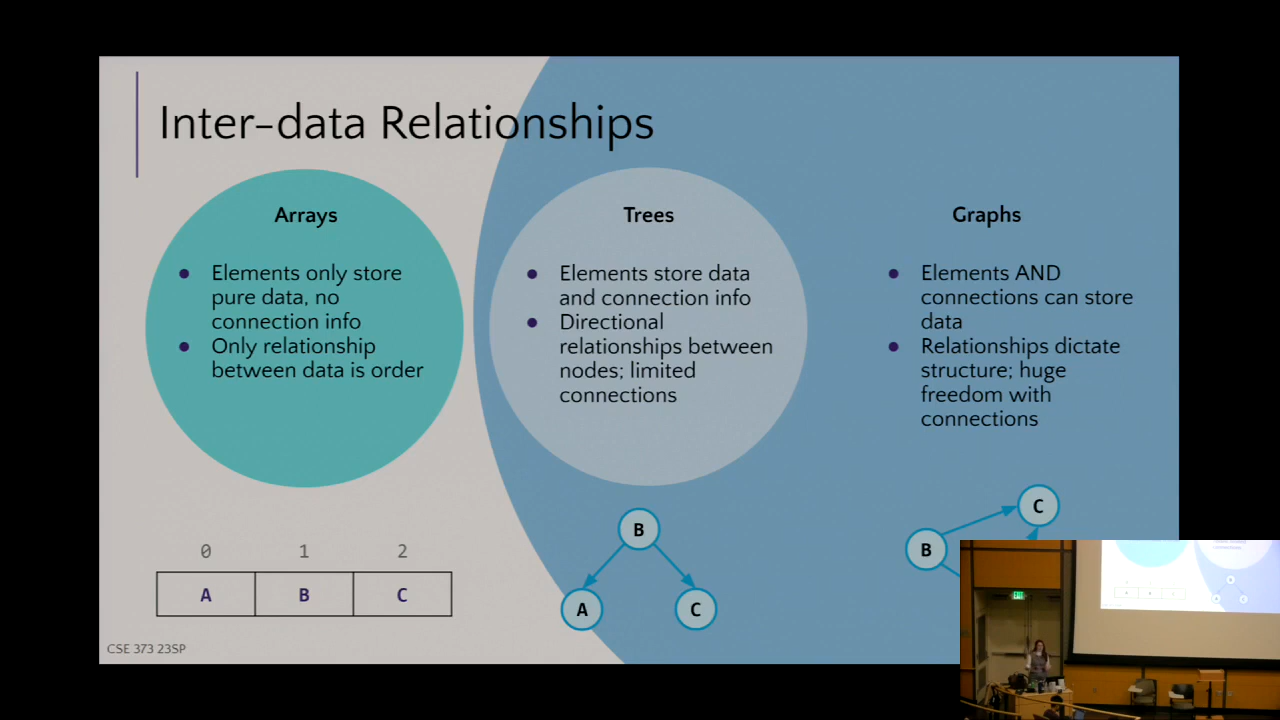 Inter-data Relationships
Arrays
● Elements only store
pure data, no
connection info
● Only relationship
between data is order
Trees
● Elements store data
and connection info
● Directional
relationships between
nodes; limited
connections
Graphs
● Elements AND
connections can store
data
● Relationships dictate
structure; huge
freedom with
connections
0 1 2
A B C
B
A C
C
B
CSE 373 23SP